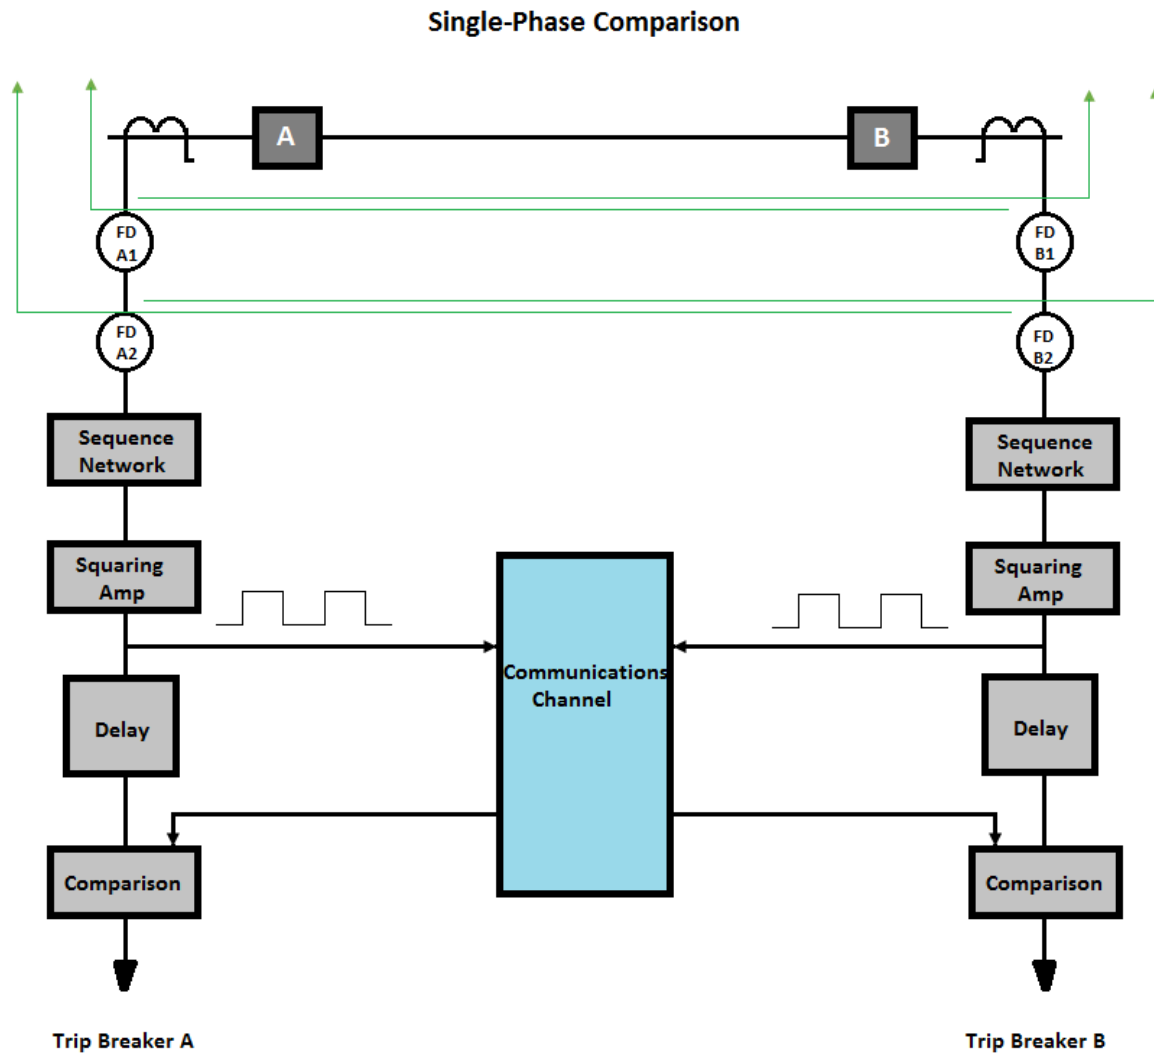 Single-Phase Comparison
A
B
FD
A1
FD
B1
FD
A2
FD
B2
Sequence
Network
Sequence
Network
Squaring
Amp
Squaring
Amp
Communications
Channel
Delay
Delay
Comparison
Comparison
Trip Breaker A
Trip Breaker B